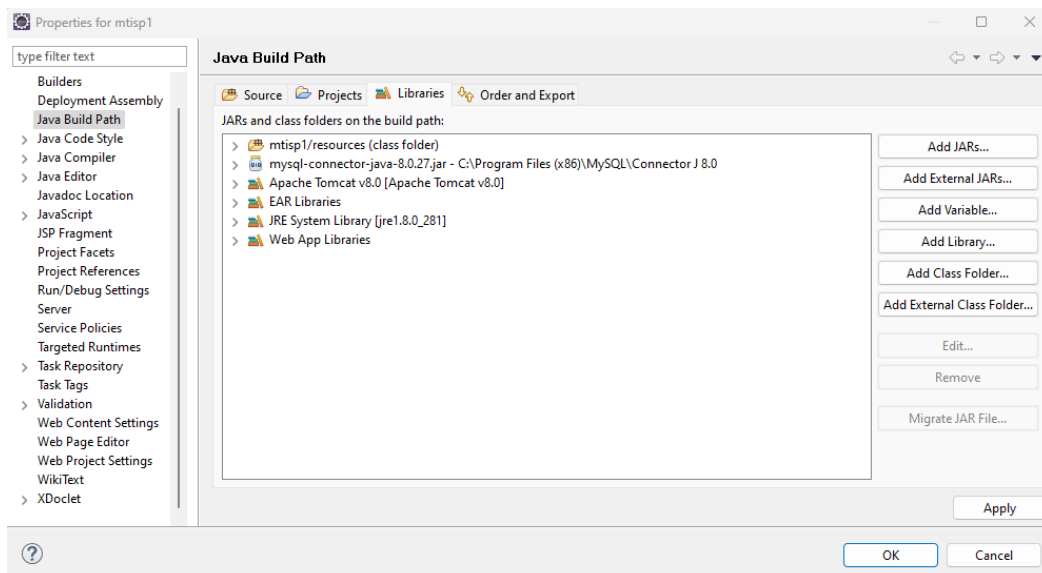 Properties for mtisp1
type filter text
Builders
Deployment Assembly
Java Build Path
Java Code Style
Java Compiler
Java Editor
Javadoc Location
JavaScript
JSP Fragment
Project Facets
Project References
Run/Debug Settings
Server
Service Policies
Targeted Runtimes
Task Repository
Task Tags
Validation
Web Content Settings
Web Page Editor
Web Project Settings
WikiText
XDoclet
Java Build Path
Source Projects Libraries Order and Export
JARs and class folders on the build path:
mtisp1/resources (class folder)
mysql-connector-java-8.0.27.jar - C:\Program Files (x86)\MySQL\Connector J 8.0
Apache Tomcat v8.0 [Apache Tomcat v8.0]
EAR Libraries
JRE System Library [jre1.8.0_281]
Web App Libraries
Add JARs...
Add External JARs...
Add Variable...
Add Library...
Add Class Folder...
Add External Class Folder...
Edit...
Remove
Migrate JAR File...
Apply
OK Cancel